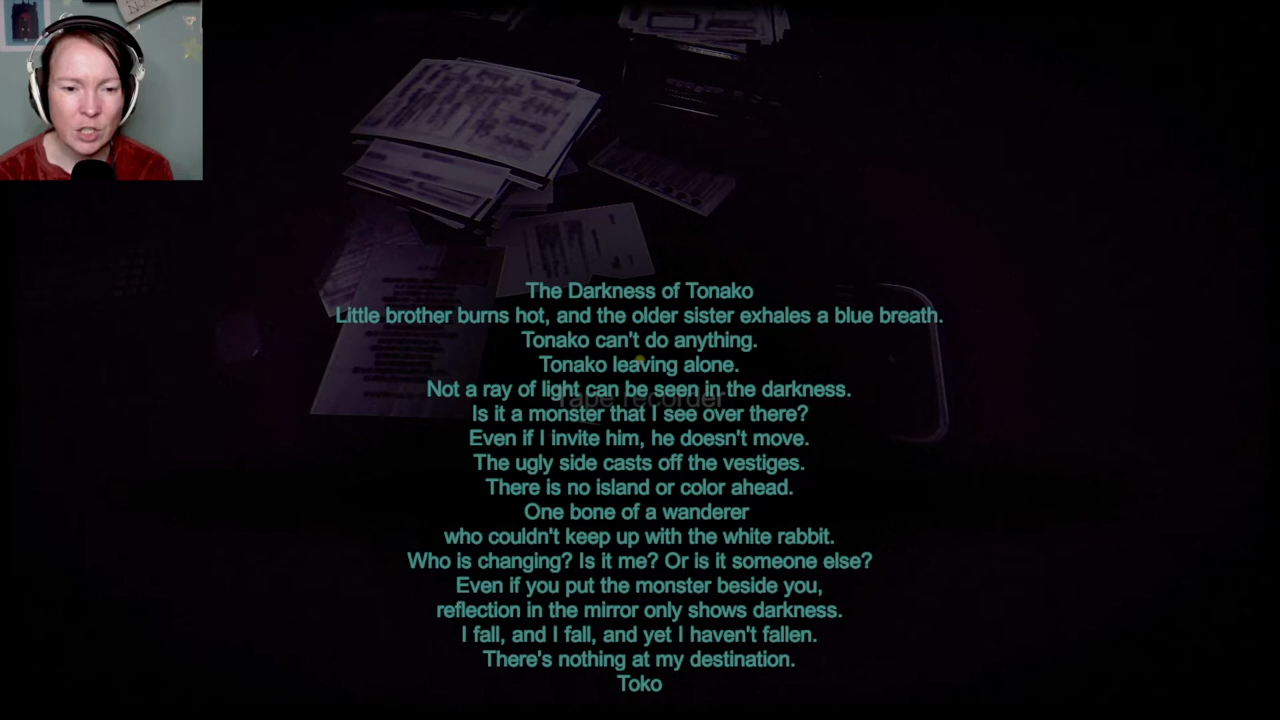 The Darkness of Tonako
Little brother burns hot, and the older sister exhales a blue breath.
Tonako can't do anything.
Tonako leaving alone.
Not a ray of light can be seen in the darkness.
Tape recorder
Is it a monster that I see over there?
Even if I invite him, he doesn't move.
The ugly side casts off the vestiges.
There is no island or color ahead.
One bone of a wanderer
who couldn't keep up with the white rabbit.
Who is changing? Is it me? Or is it someone else?
Even if you put the monster beside you,
reflection in the mirror only shows darkness.
I fall, and I fall, and yet I haven't fallen.
There's nothing at my destination.
Toko